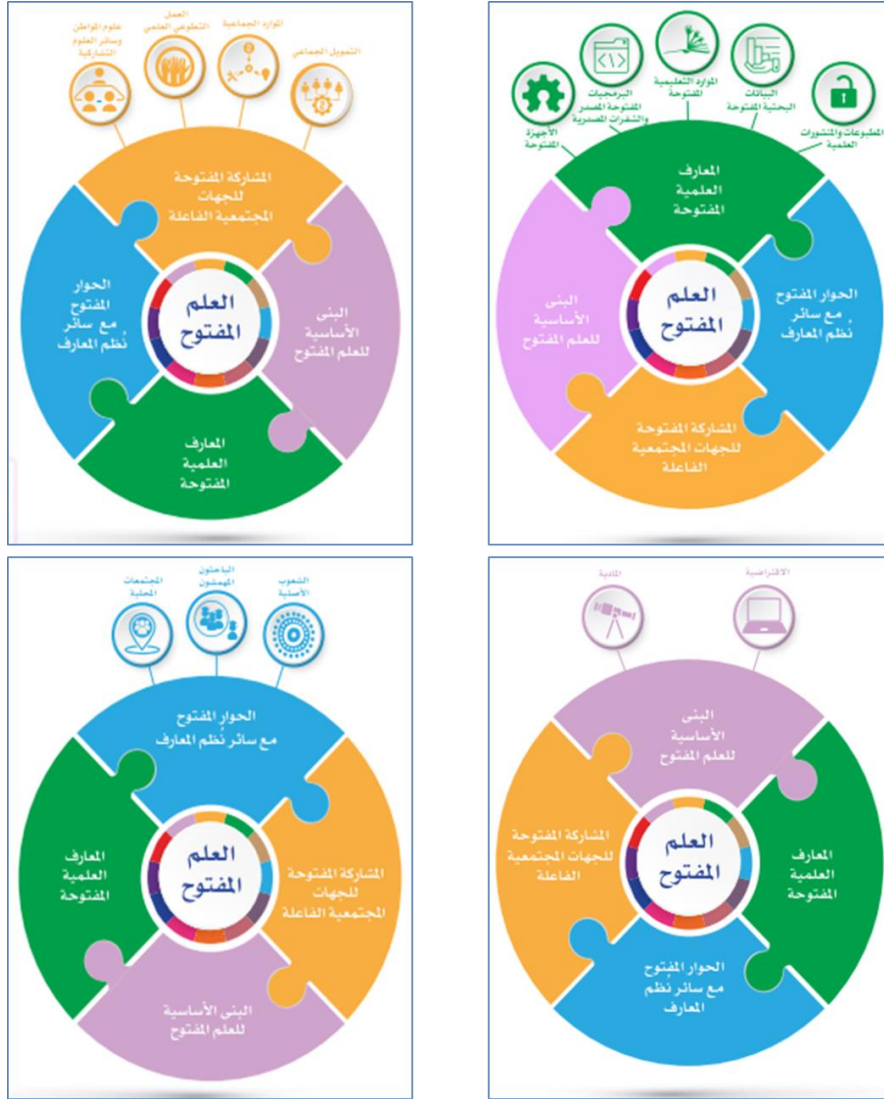 المطبوعات والمنشورات
العلمية
البيانات
البحثية المفتوحة
الموارد التعليمية
المفتوحة
البرمجيات
المفتوحة المصدر
والشفرات المصدرية
الأجهزة
المفتوحة
المعارف
العلمية
المفتوحة
الحوار المفتوح
مع سائر
نُظم المعارف
البنى
الأساسية
للعلم المفتوح
العلم
المفتوح
المشاركة المفتوحة
للجهات المجتمعية
الفاعلة
التمويل الجماعي
الموارد الجماعية
العمل
التطوعي العلمي
علوم المواطن
وسائر العلوم
التشاركية
المشاركة المفتوحة
للجهات
المجتمعية الفاعلة
البنى
الأساسية
للعلم المفتوح
الحوار
المفتوح
مع سائر
نُظم المعارف
العلم
المفتوح
المعارف
العلمية
المفتوحة
الافتراضية
المادية
البنى
الأساسية
للعلم المفتوح
المعارف
العلمية
المفتوحة
المشاركة المفتوحة
للجهات المجتمعية
الفاعلة
العلم
المفتوح
الحوار المفتوح
مع سائر نُظم
المعارف
الشعوب
الأصلية
الباحثون
المهمشون
المجتمعات
المحلية
الحوار المفتوح
مع سائر نُظم المعارف
المشاركة المفتوحة
للجهات
المجتمعية الفاعلة
المعارف
العلمية
المفتوحة
العلم
المفتوح
البنى الأساسية
للعلم المفتوح